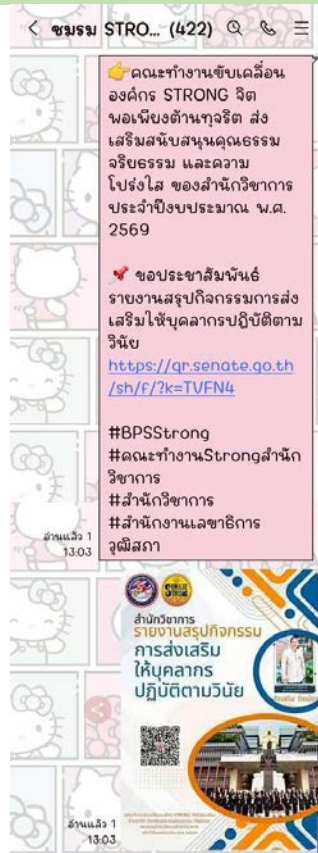 ชมรม STRO... (422)
👉คณะทำงานขับเคลื่อน
องค์กร STRONG จิต
พอเพียงต้านทุจริต ส่ง
เสริมสนับสนุนคุณธรรม
จริยธรรม และความ
โปร่งใส ของสำนักวิชาการ
ประจำปีงบประมาณ พ.ศ.
2569
📌 ขอประชาสัมพันธ์
รายงานสรุปกิจกรรมการส่ง
เสริมให้บุคลากรปฏิบัติตาม
วินัย
https://qr.senate.go.th
/sh/f/?k=TVFN4
#BPSStrong
#คณะทำงานStrongสำนัก
วิชาการ
#สำนักวิชาการ
#สำนักงานเลขาธิการ
วุฒิสภา
อ่านแล้ว 1
13:03
สำนักวิชาการ
รายงานสรุปกิจกรรม
การส่งเสริม
ให้บุคลากร
ปฏิบัติตามวินัย
อ่านแล้ว 1
13:03